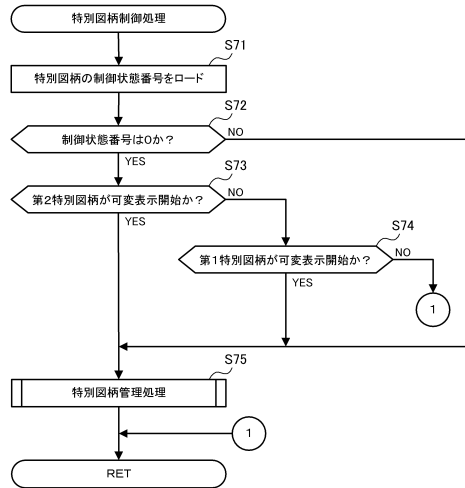 特別図柄制御処理
S71
特別図柄の制御状態番号をロード
S72
制御状態番号は0か?
NO
YES
S73
第2特別図柄が可変表示開始か?
NO
YES
S74
第1特別図柄が可変表示開始か?
NO
YES
1
S75
特別図柄管理処理
1
RET